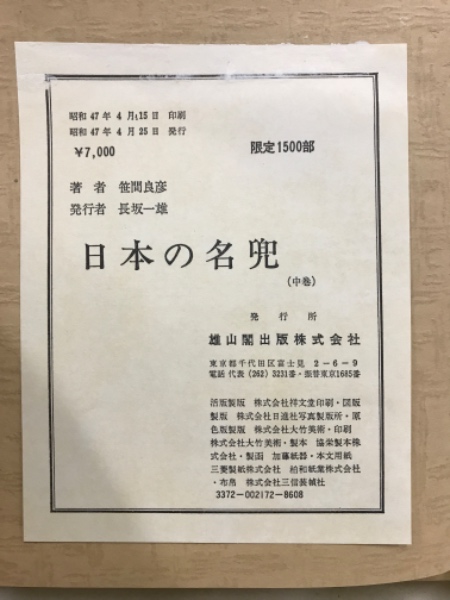 昭和 47 年 4 月 15 日 印刷
昭和 47 年 4 月 25 日 発行
￥7,000 限定1500部
著者 笹間良彦
発行者 長坂一雄
日本の名兜
（中巻）
発行所
雄山閣出版株式会社
東京都千代田区富士見 2－6－9
電話 代表 (262) 3231番・振替東京1685番
活版製版 株式会社祥文堂印刷・図版
製版 株式会社日進社写真製版所・原
色版製版 株式会社大竹美術・印刷
株式会社大竹美術・製本 協栄製本株
式会社・製函 加藤紙器・本文用紙
三菱製紙株式会社 柏和紙業株式会社
・布帛 株式会社三信芸絨社
3372－002172－8608